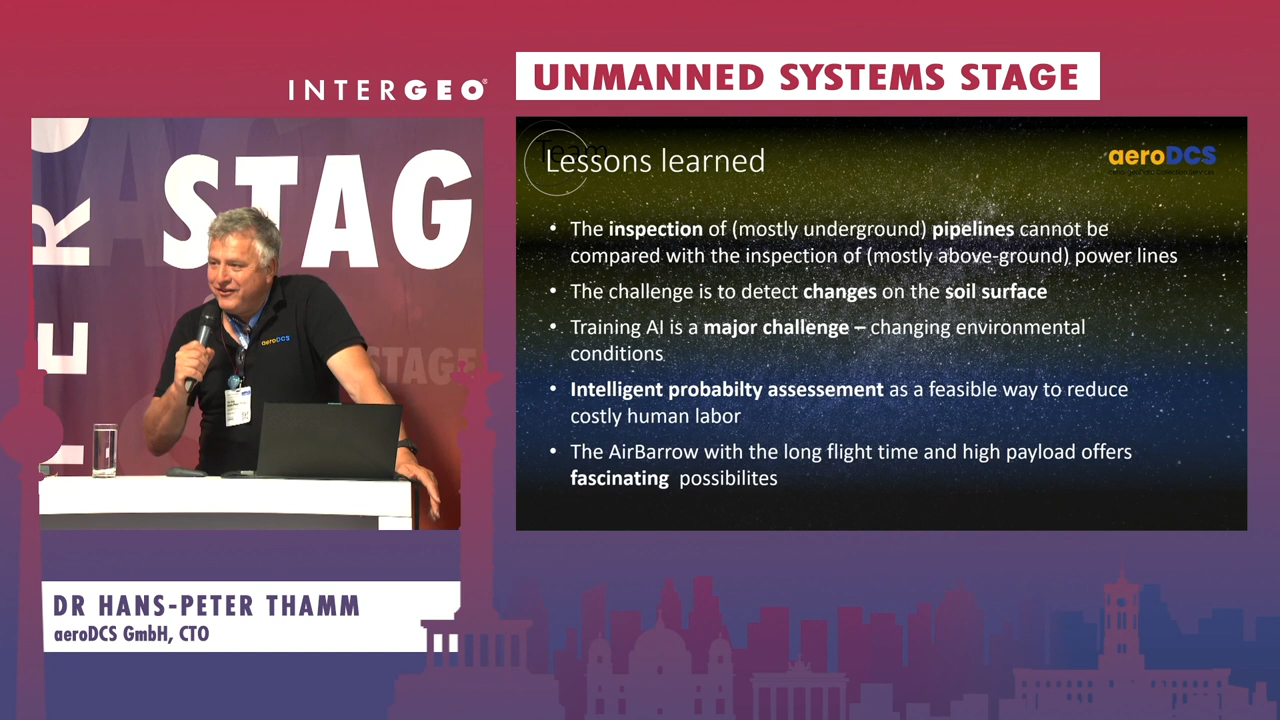 INTERGEO®
UNMANNED SYSTEMS STAGE
STAG
STAGE
aeroDCS
Team
Lessons learned
aeroDCS
• The inspection of (mostly underground) pipelines cannot be
compared with the inspection of (mostly above-ground) power lines
• The challenge is to detect changes on the soil surface
• Training AI is a major challenge – changing environmental
conditions
• Intelligent probabilty assessement as a feasible way to reduce
costly human labor
• The AirBarrow with the long flight time and high payload offers
fascinating possibilites
DR HANS-PETER THAMM
aeroDCS GmbH, CTO